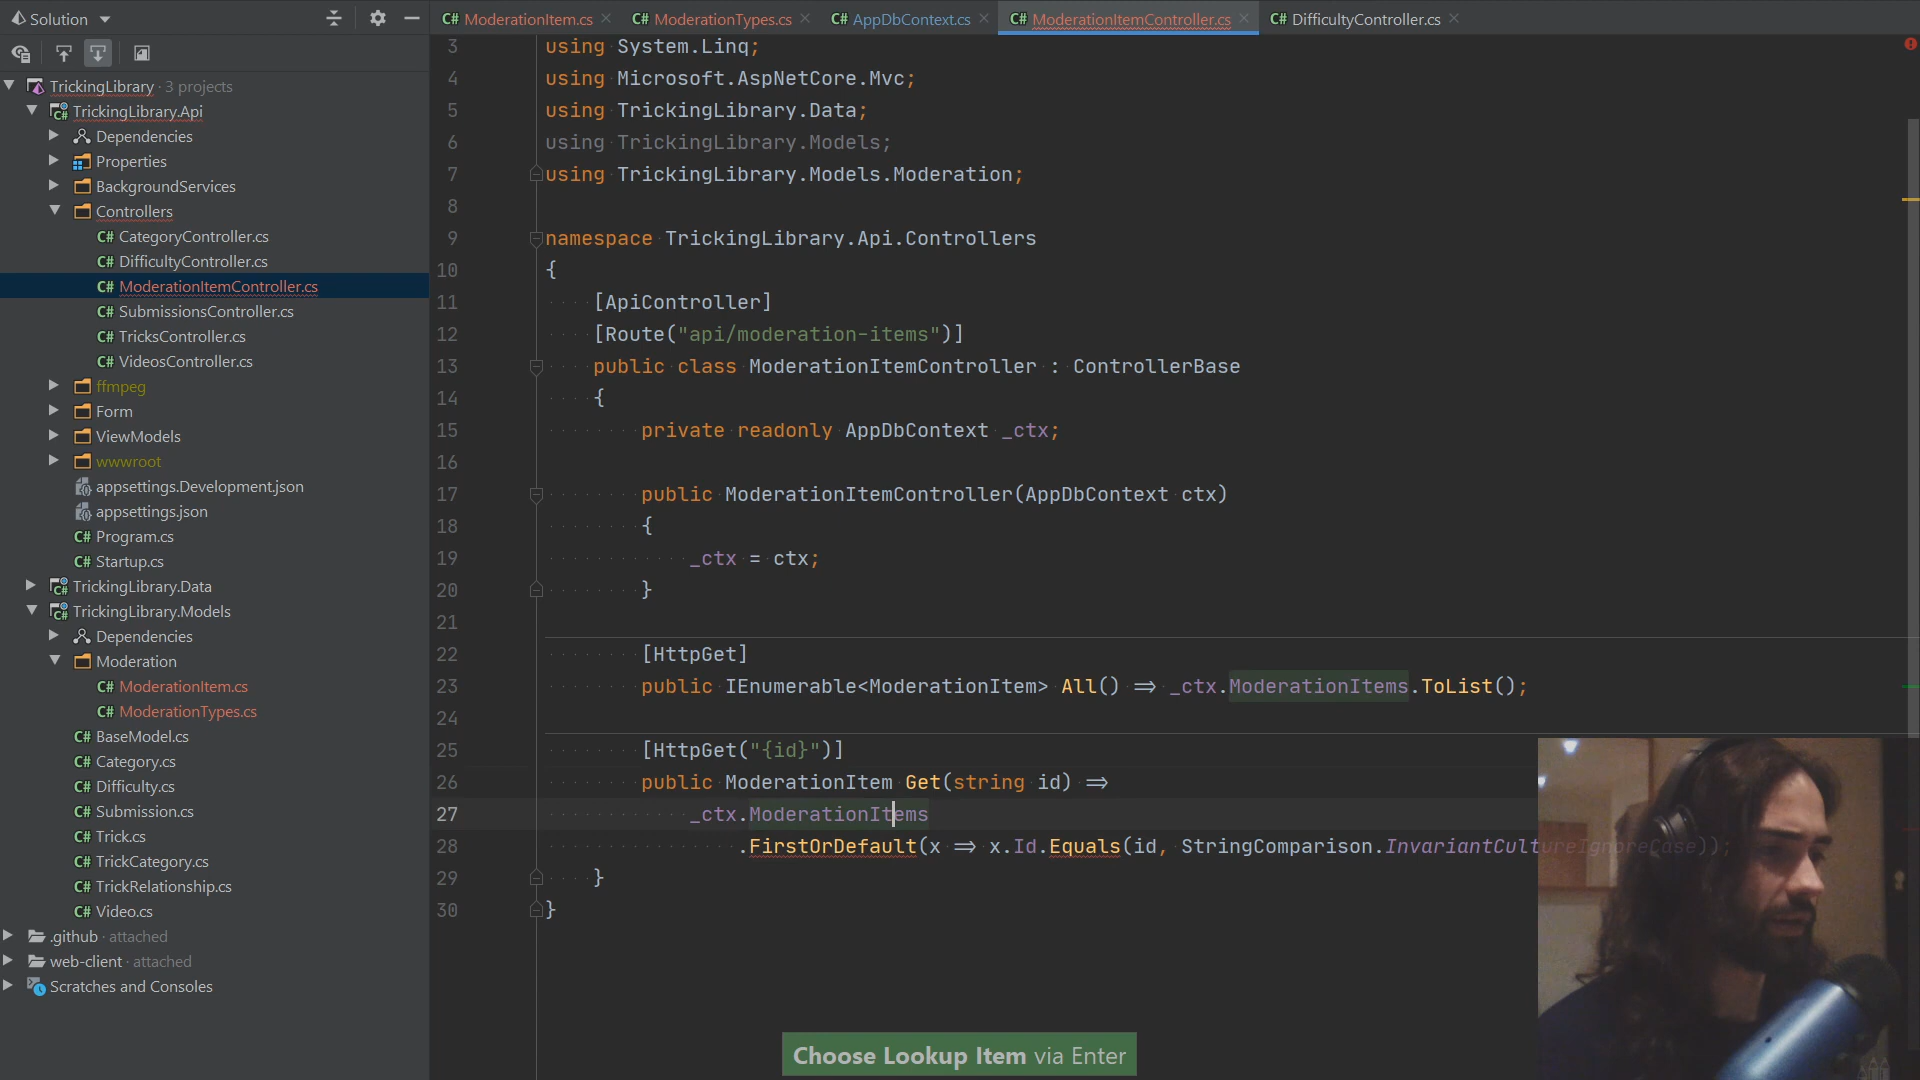 Solution
ModerationItem.cs
ModerationTypes.cs
AppDbContext.cs
ModerationItemController.cs
DifficultyController.cs
TrickingLibrary · 3 projects
TrickingLibrary.Api
Dependencies
Properties
BackgroundServices
Controllers
C# CategoryController.cs
C# DifficultyController.cs
C# ModerationItemController.cs
C# SubmissionsController.cs
C# TricksController.cs
C# VideosController.cs
ffmpeg
Form
ViewModels
wwwroot
appsettings.Development.json
appsettings.json
C# Program.cs
C# Startup.cs
TrickingLibrary.Data
TrickingLibrary.Models
Dependencies
Moderation
C# ModerationItem.cs
C# ModerationTypes.cs
C# BaseModel.cs
C# Category.cs
C# Difficulty.cs
C# Submission.cs
C# Trick.cs
C# TrickCategory.cs
C# TrickRelationship.cs
C# Video.cs
.github · attached
web-client · attached
Scratches and Consoles
3 using System.Linq;
4 using Microsoft.AspNetCore.Mvc;
5 using TrickingLibrary.Data;
6 using TrickingLibrary.Models;
7 using TrickingLibrary.Models.Moderation;
8
9 namespace TrickingLibrary.Api.Controllers
10 {
11 [ApiController]
12 [Route("api/moderation-items")]
13 public class ModerationItemController : ControllerBase
14 {
15 private readonly AppDbContext _ctx;
16
17 public ModerationItemController(AppDbContext ctx)
18 {
19 _ctx = ctx;
20 }
21
22 [HttpGet]
23 public IEnumerable<ModerationItem> All() => _ctx.ModerationItems.ToList();
24
25 [HttpGet("{id}")]
26 public ModerationItem Get(string id) =>
27 _ctx.ModerationItems
28 .FirstOrDefault(x => x.Id.Equals(id, StringComparison.InvariantCultureIgnoreCase));
29 }
30 }
Choose Lookup Item via Enter